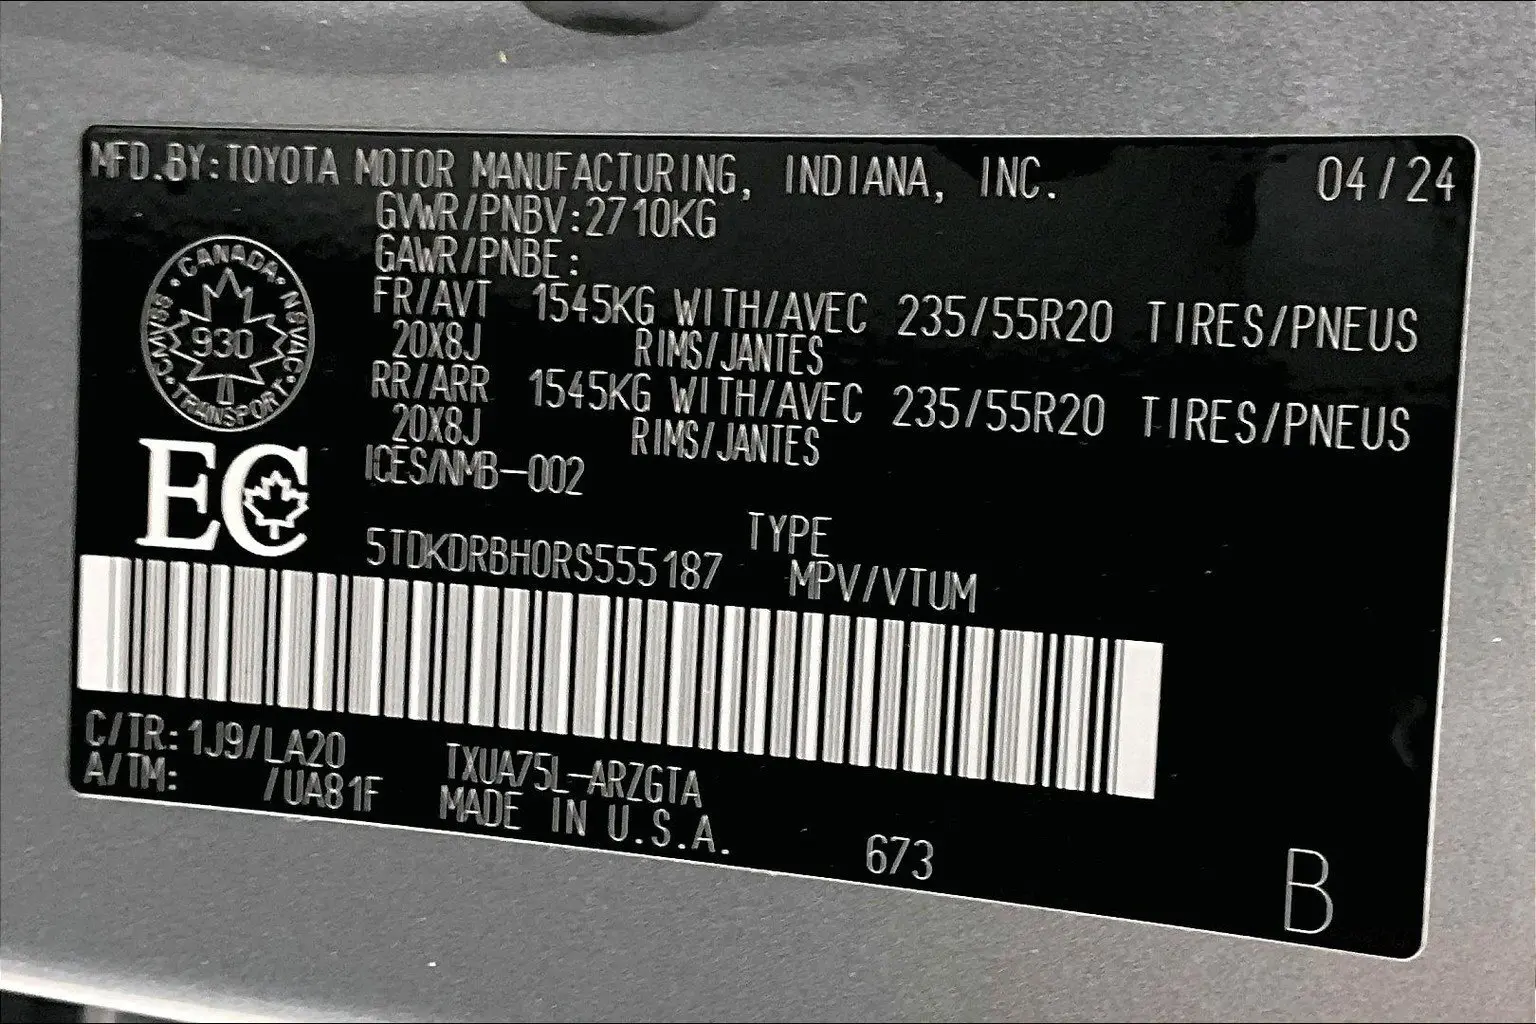 MFD.BY:TOYOTA MOTOR MANUFACTURING, INDIANA, INC. 04/24
GVWR/PNBV:2710KG
GAWR/PNBE:
FR/AVT 1545KG WITH/AVEC 235/55R20 TIRES/PNEUS
20X8J RIMS/JANTES
RR/ARR 1545KG WITH/AVEC 235/55R20 TIRES/PNEUS
20X8J RIMS/JANTES
ICES/NMB-002
CANADA · NSVAC · TRANSPORT · CMVSS ·
930
EC
TYPE
5TDKDRBH0RS555187 MPV/VTUM
C/TR: 1J9/LA20 TXUA75L-ARZGTA
A/TM: /UA81F MADE IN U.S.A.
673
B